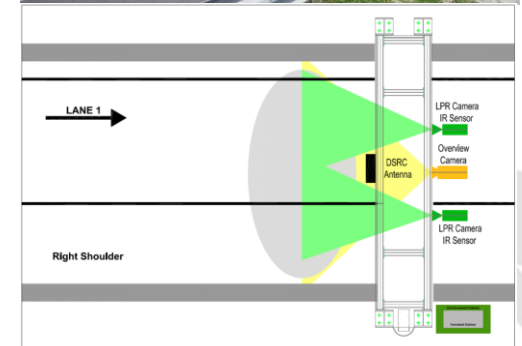 LANE 1
LPR Camera
IR Sensor
Overview
Camera
DSRC
Antenna
LPR Camera
IR Sensor
Right Shoulder